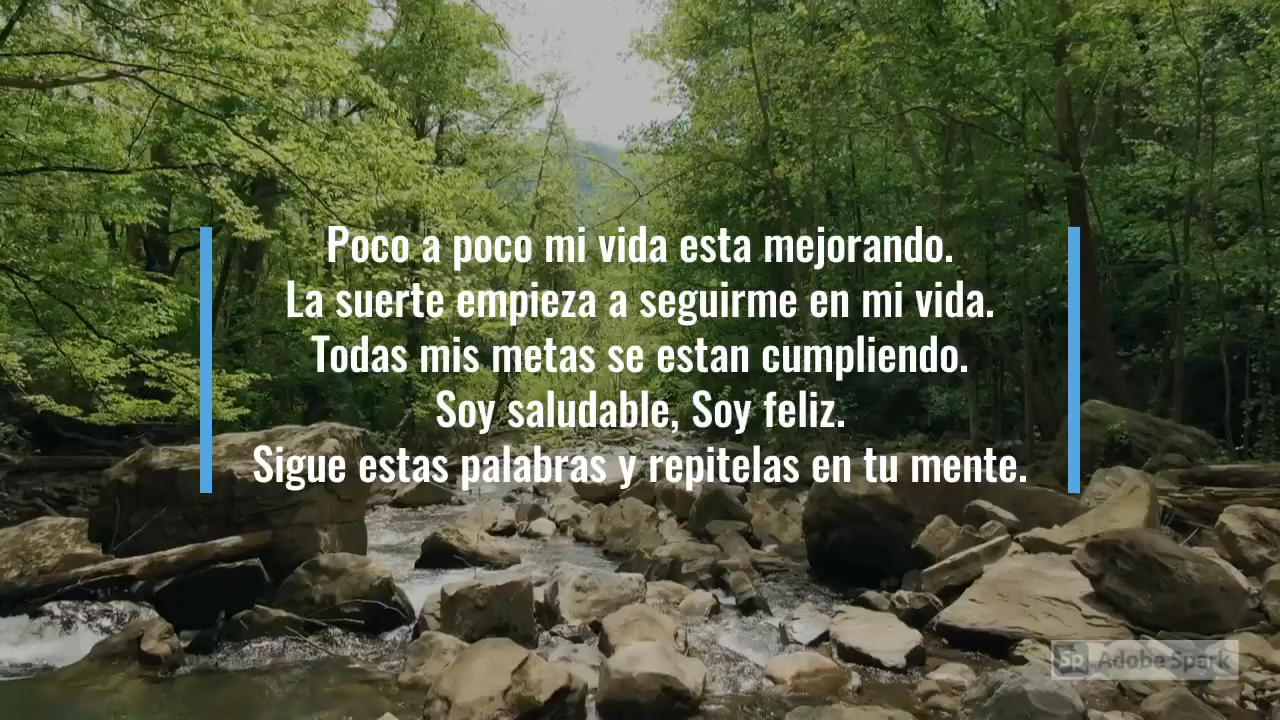 Poco a poco mi vida esta mejorando.
La suerte empieza a seguirme en mi vida.
Todas mis metas se estan cumpliendo.
Soy saludable, Soy feliz.
Sigue estas palabras y repitelas en tu mente.
Sp Adobe Spark